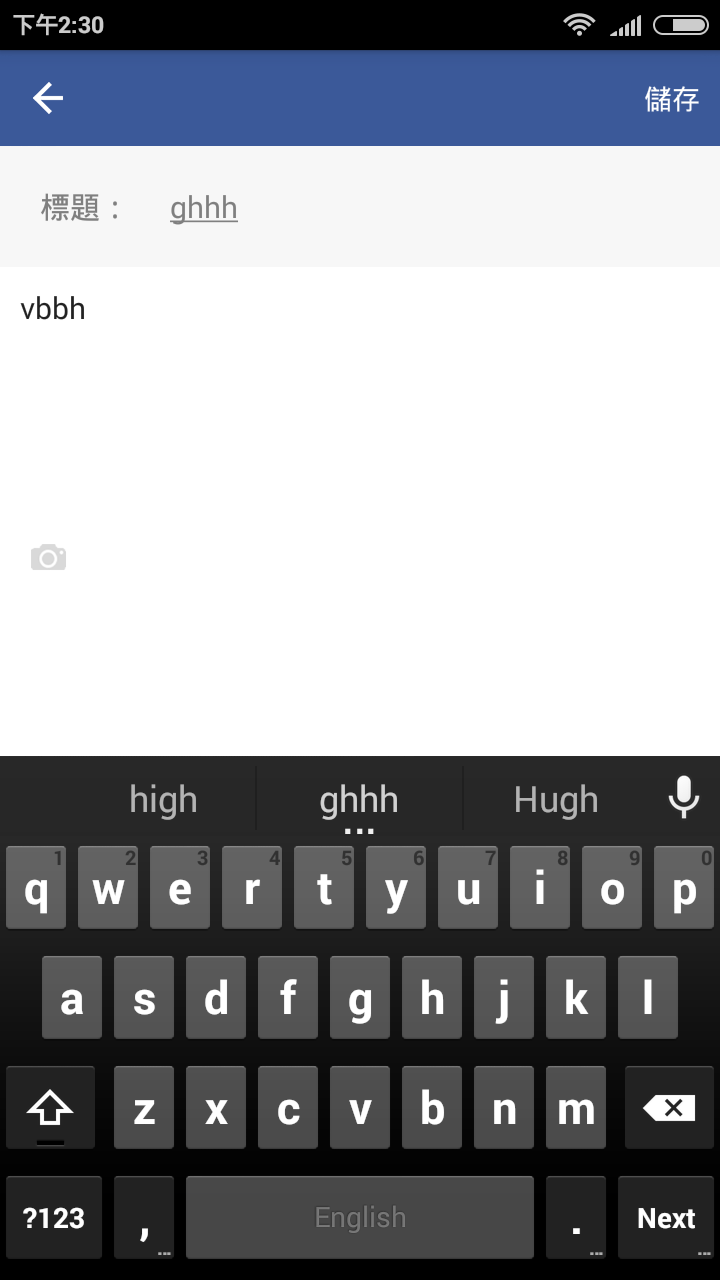 下午2:30
儲存
標題： ghhh
vbbh
high ghhh Hugh
1 2 3 4 5 6 7 8 9 0
q w e r t y u i o p
a s d f g h j k l
z x c v b n m
?123 , English . Next